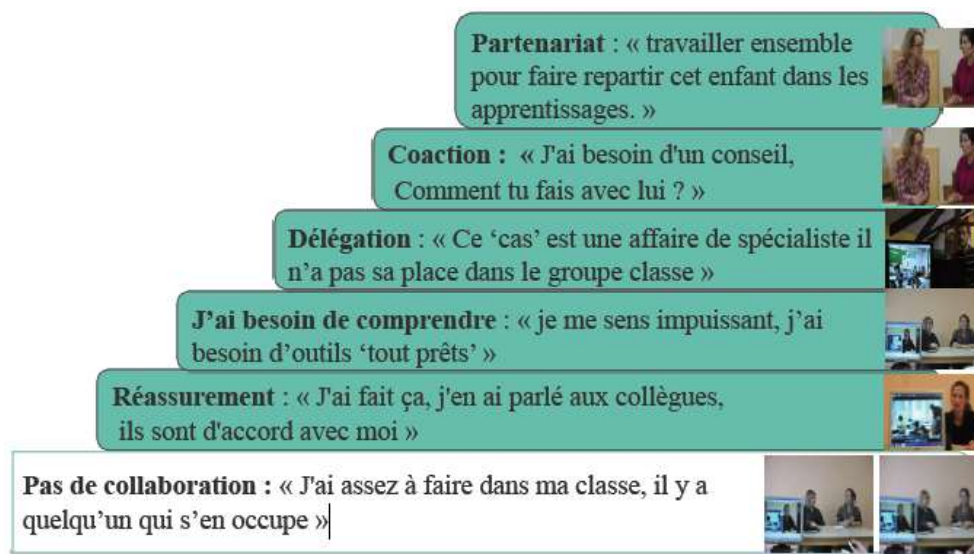 Partenariat : « travailler ensemble
pour faire repartir cet enfant dans les
apprentissages. »
Coaction : « J'ai besoin d'un conseil,
Comment tu fais avec lui ? »
Délégation : « Ce ‘cas’ est une affaire de spécialiste il
n’a pas sa place dans le groupe classe »
J’ai besoin de comprendre : « je me sens impuissant, j’ai
besoin d’outils ‘tout prêts’ »
Réassurement : « J'ai fait ça, j'en ai parlé aux collègues,
ils sont d'accord avec moi »
Pas de collaboration : « J'ai assez à faire dans ma classe, il y a
quelqu’un qui s’en occupe »